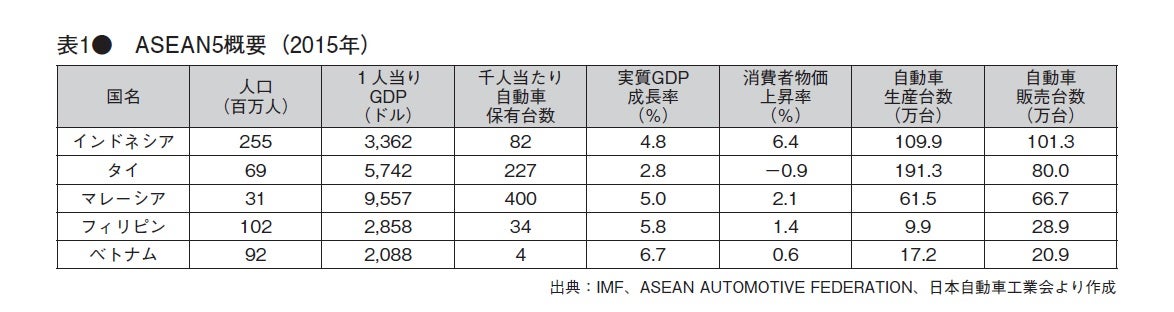 表1● ASEAN5概要（2015年）
国名 人口（百万人） 1人当りGDP（ドル） 千人当たり自動車保有台数 実質GDP成長率（%） 消費者物価上昇率（%） 自動車生産台数（万台） 自動車販売台数（万台）
インドネシア 255 3,362 82 4.8 6.4 109.9 101.3
タイ 69 5,742 227 2.8 −0.9 191.3 80.0
マレーシア 31 9,557 400 5.0 2.1 61.5 66.7
フィリピン 102 2,858 34 5.8 1.4 9.9 28.9
ベトナム 92 2,088 4 6.7 0.6 17.2 20.9
出典：IMF、ASEAN AUTOMOTIVE FEDERATION、日本自動車工業会より作成